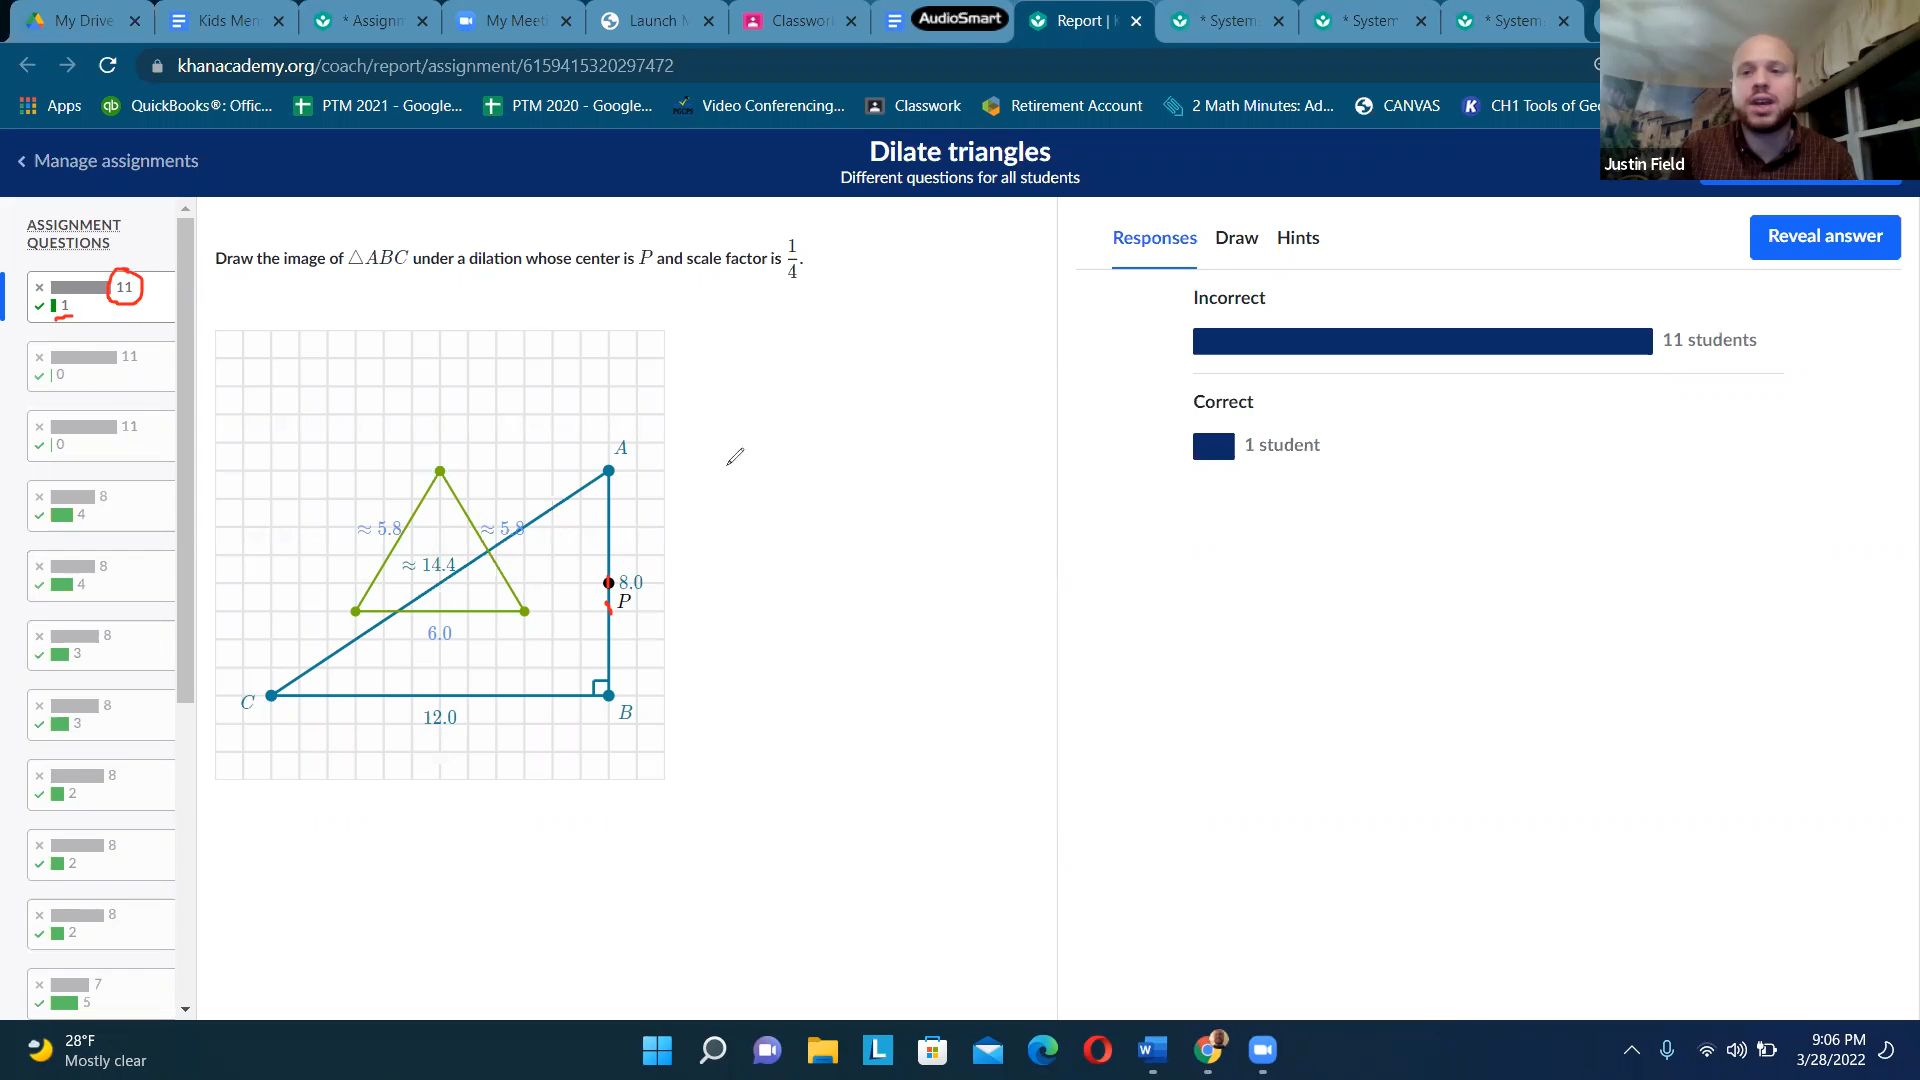 My Drive
Kids Mem
* Assignm
My Meeti
Launch M
Classwor
AudioSmart
Report |
* System
* System
* System
khanacademy.org/coach/report/assignment/6159415320297472
Apps
QuickBooks®: Offic...
PTM 2021 - Google...
PTM 2020 - Google...
Video Conferencing...
Classwork
Retirement Account
2 Math Minutes: Ad...
CANVAS
CH1 Tools of Geo
Justin Field
Manage assignments
Dilate triangles
Different questions for all students
ASSIGNMENT
QUESTIONS
11
1
11
0
11
0
8
4
8
4
8
3
8
3
8
2
8
2
8
2
7
5
Draw the image of △ABC under a dilation whose center is P and scale factor is 1/4.
A
≈ 5.8
≈ 5.8
≈ 14.4
8.0
P
6.0
C
12.0
B
Responses
Draw
Hints
Reveal answer
Incorrect
11 students
Correct
1 student
28°F
Mostly clear
9:06 PM
3/28/2022